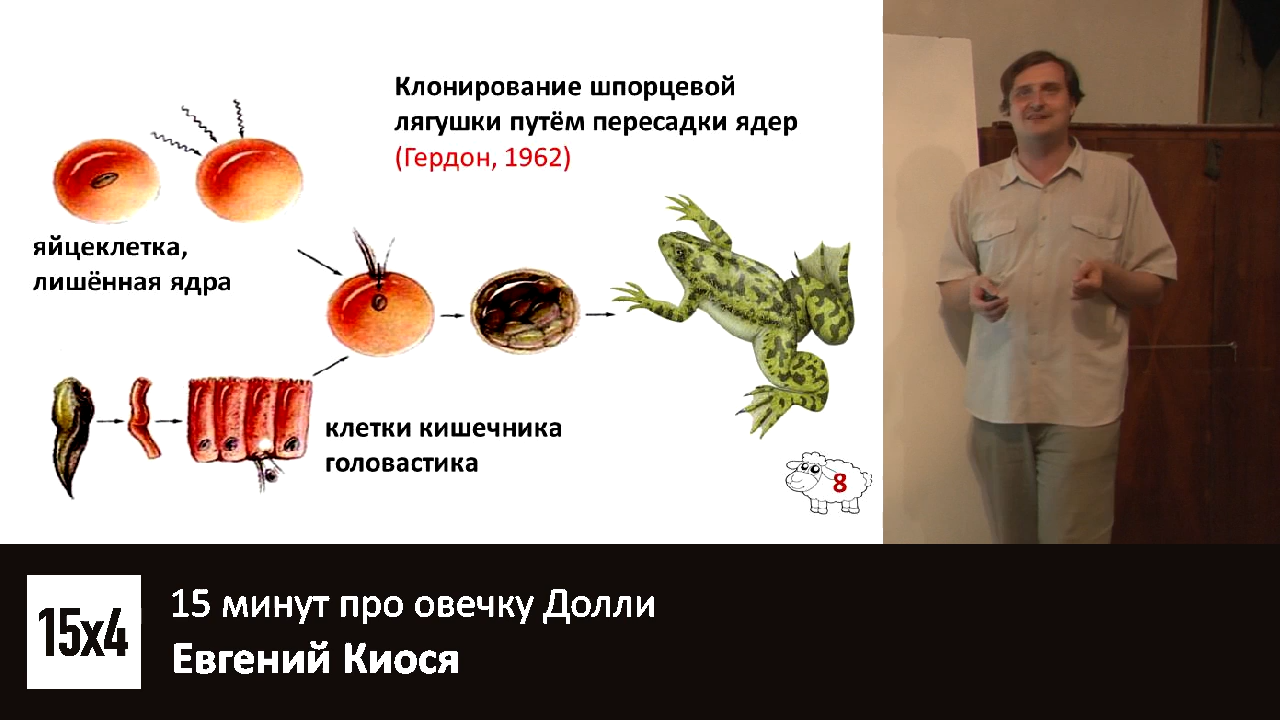 Клонирование шпорцевой
лягушки путём пересадки ядер
(Гердон, 1962)
яйцеклетка,
лишённая ядра
клетки кишечника
головастика
8
15x4
15 минут про овечку Долли
Евгений Киося